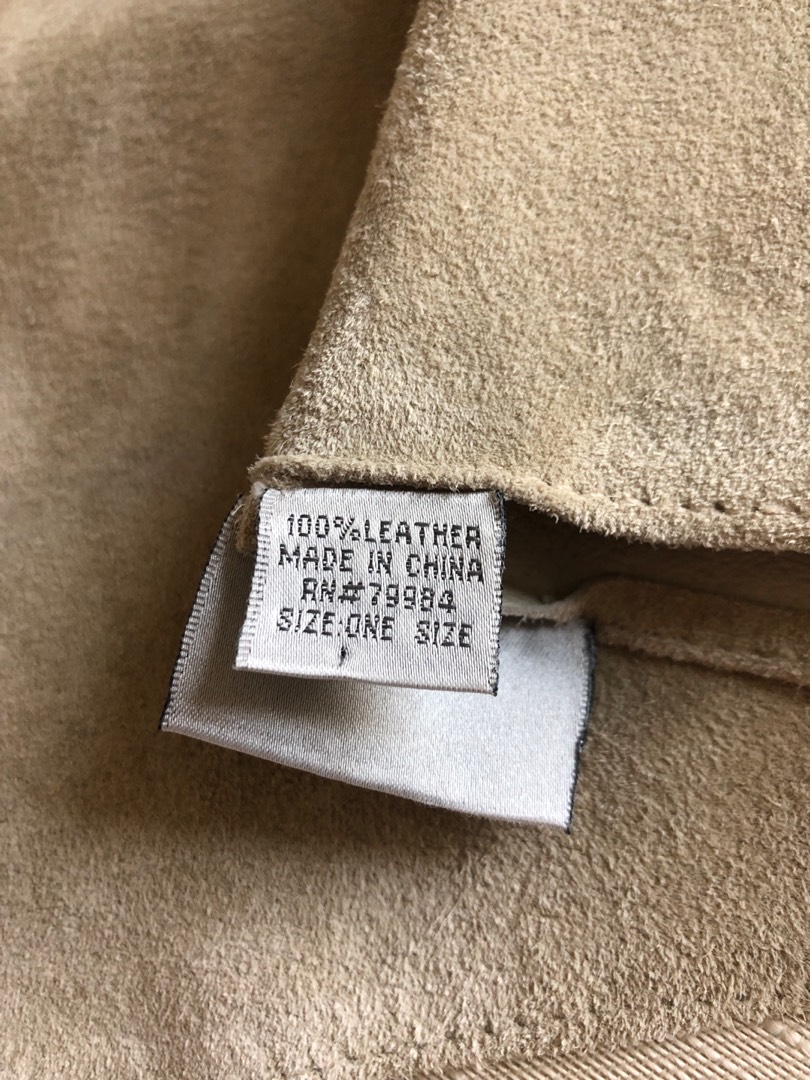 100%LEATHER
MADE IN CHINA
RN#79984
SIZE:ONE SIZE